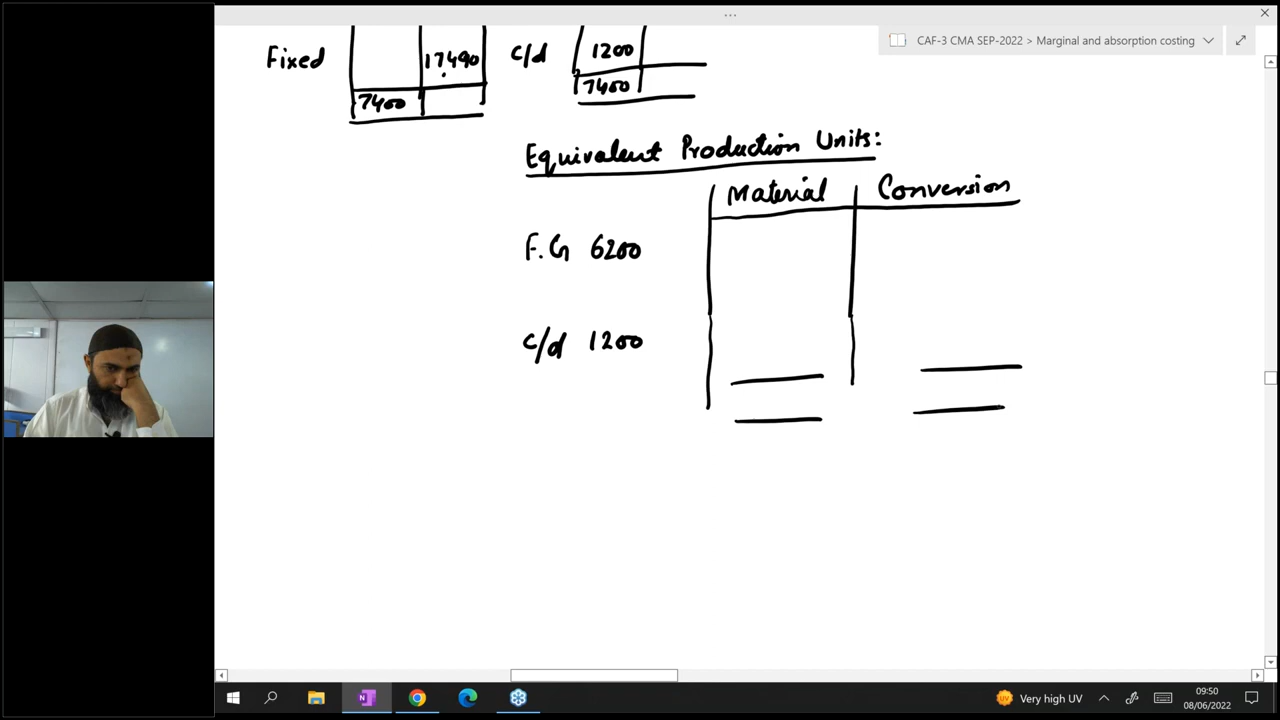 CAF-3 CMA SEP-2022 > Marginal and absorption costing
Fixed 17490 c/d 1200
7400 7400
Equivalent Production Units:
Material Conversion
F.G 6200
c/d 1200
Very high UV
09:50
08/06/2022